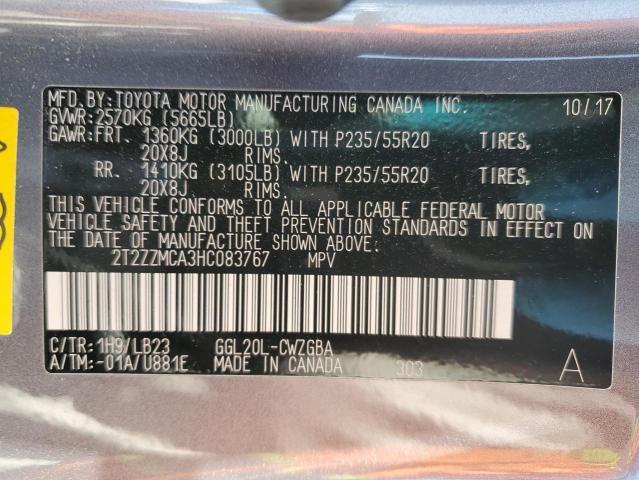 MFD.BY:TOYOTA MOTOR MANUFACTURING CANADA INC. 10/17
GVWR:2570KG (5665LB)
GAWR:FRT. 1360KG (3000LB) WITH P235/55R20 TIRES,
20X8J RIMS.
RR. 1410KG (3105LB) WITH P235/55R20 TIRES,
20X8J RIMS.
THIS VEHICLE CONFORMS TO ALL APPLICABLE FEDERAL MOTOR
VEHICLE SAFETY AND THEFT PREVENTION STANDARDS IN EFFECT ON
THE DATE OF MANUFACTURE SHOWN ABOVE.
2T2ZZMCA3HC083767 MPV
C/TR:1H9/LB23 GGL20L-CWZGBA
A/TM:-01A/U881E MADE IN CANADA 303 A